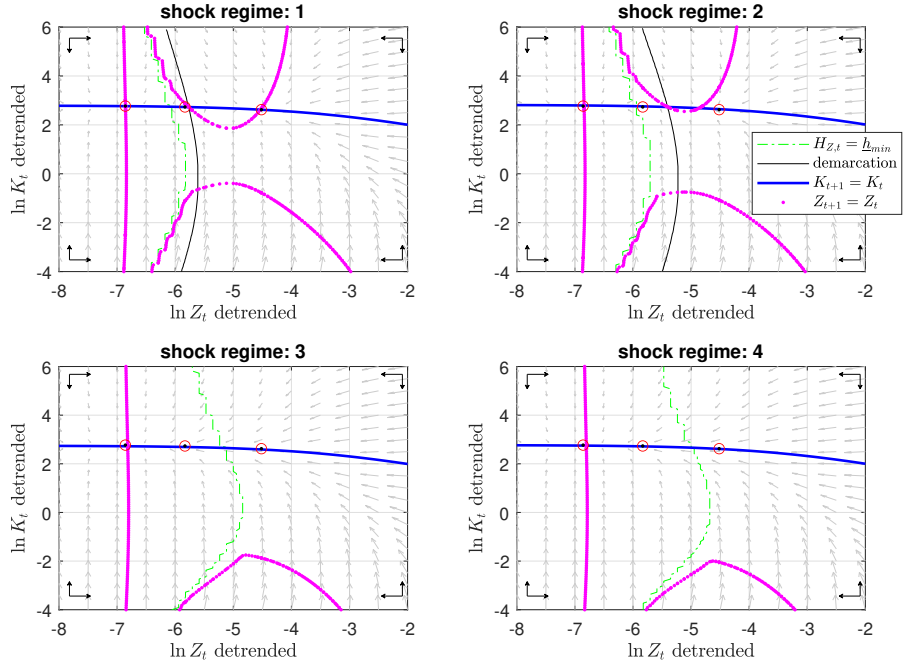 shock regime: 1
6
4
2
0
-2
-4
ln K_t detrended
-8 -7 -6 -5 -4 -3 -2
ln Z_t detrended
shock regime: 2
6
4
2
0
-2
-4
ln K_t detrended
-8 -7 -6 -5 -4 -3 -2
ln Z_t detrended
H_{Z,t} = \underline{h}_{min}
demarcation
K_{t+1} = K_t
Z_{t+1} = Z_t
shock regime: 3
6
4
2
0
-2
-4
ln K_t detrended
-8 -7 -6 -5 -4 -3 -2
ln Z_t detrended
shock regime: 4
6
4
2
0
-2
-4
ln K_t detrended
-8 -7 -6 -5 -4 -3 -2
ln Z_t detrended